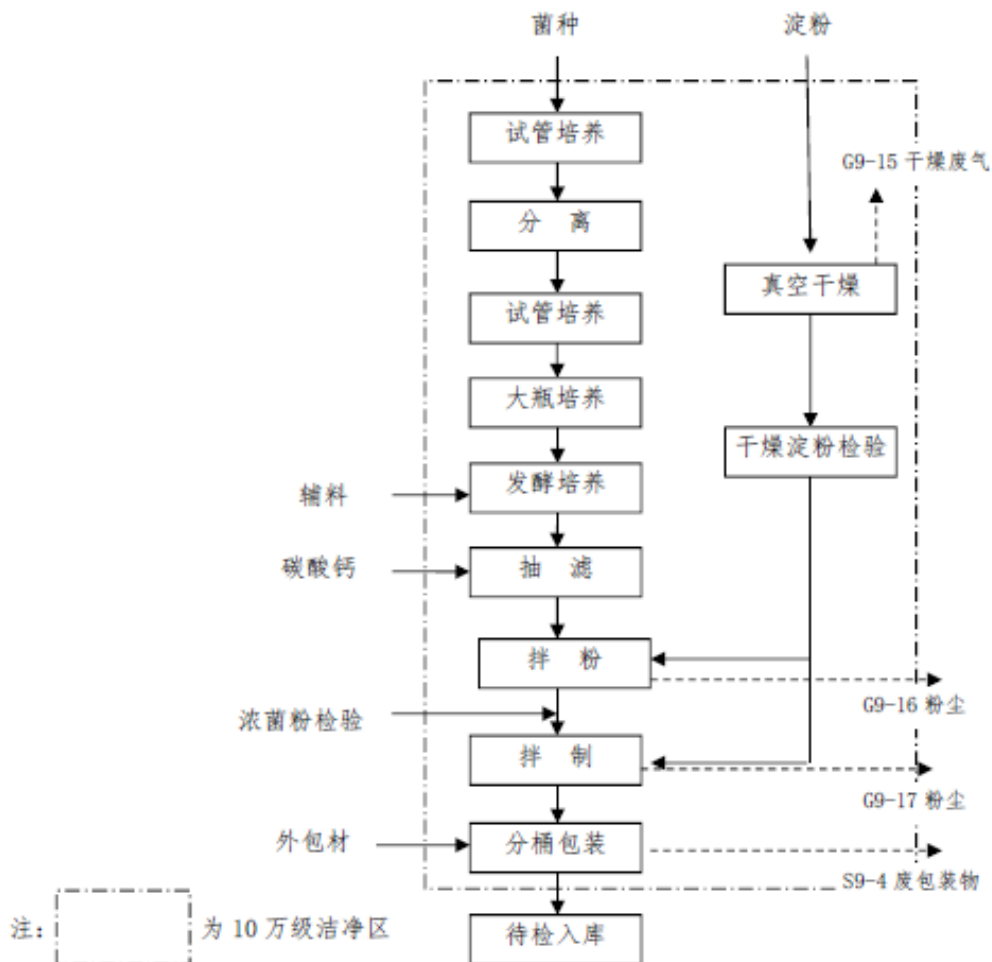 菌种
淀粉
试管培养
G9-15 干燥废气
分 离
真空干燥
试管培养
大瓶培养
干燥淀粉检验
辅料
发酵培养
碳酸钙
抽 滤
拌 粉
G9-16 粉尘
浓菌粉检验
拌 制
G9-17 粉尘
外包材
分桶包装
S9-4 废包装物
注：
为 10 万级洁净区
待检入库